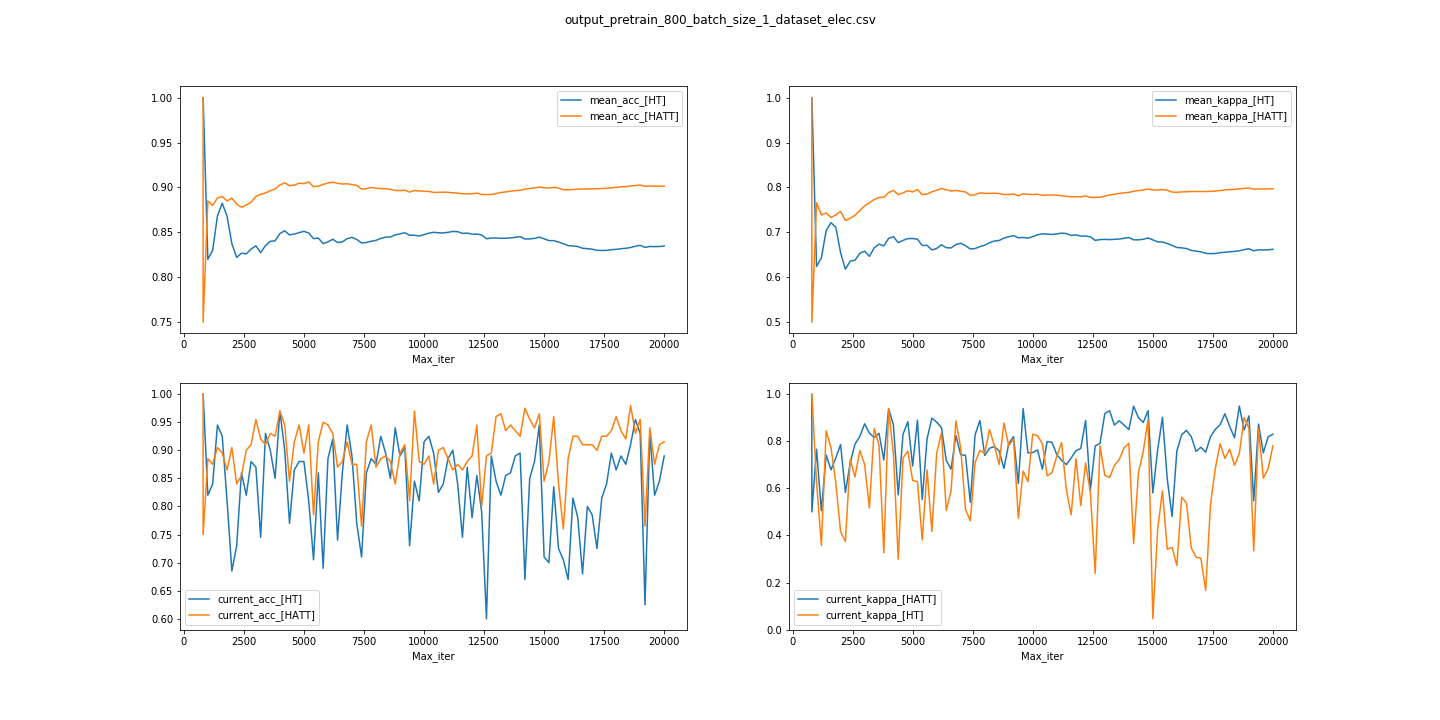 output_pretrain_800_batch_size_1_dataset_elec.csv
mean_acc_[HT]
mean_acc_[HATT]
1.00
0.95
0.90
0.85
0.80
0.75
0 2500 5000 7500 10000 12500 15000 17500 20000
Max_iter
mean_kappa_[HT]
mean_kappa_[HATT]
1.0
0.9
0.8
0.7
0.6
0.5
0 2500 5000 7500 10000 12500 15000 17500 20000
Max_iter
1.00
0.95
0.90
0.85
0.80
0.75
0.70
0.65
0.60
current_acc_[HT]
current_acc_[HATT]
0 2500 5000 7500 10000 12500 15000 17500 20000
Max_iter
1.0
0.8
0.6
0.4
0.2
0.0
current_kappa_[HATT]
current_kappa_[HT]
0 2500 5000 7500 10000 12500 15000 17500 20000
Max_iter